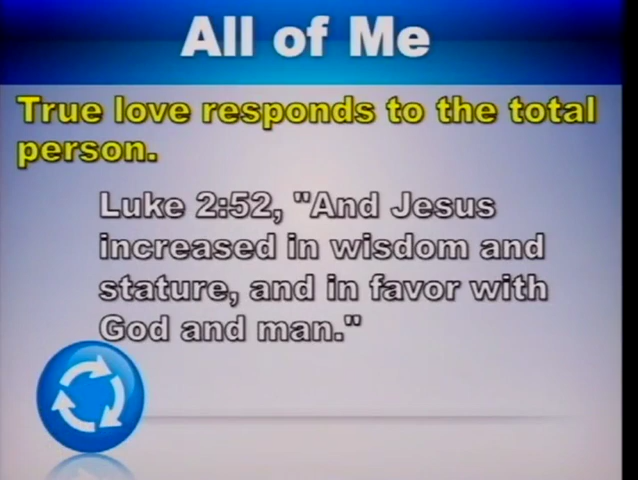 All of Me
True love responds to the total
person.
Luke 2:52, "And Jesus
increased in wisdom and
stature, and in favor with
God and man."